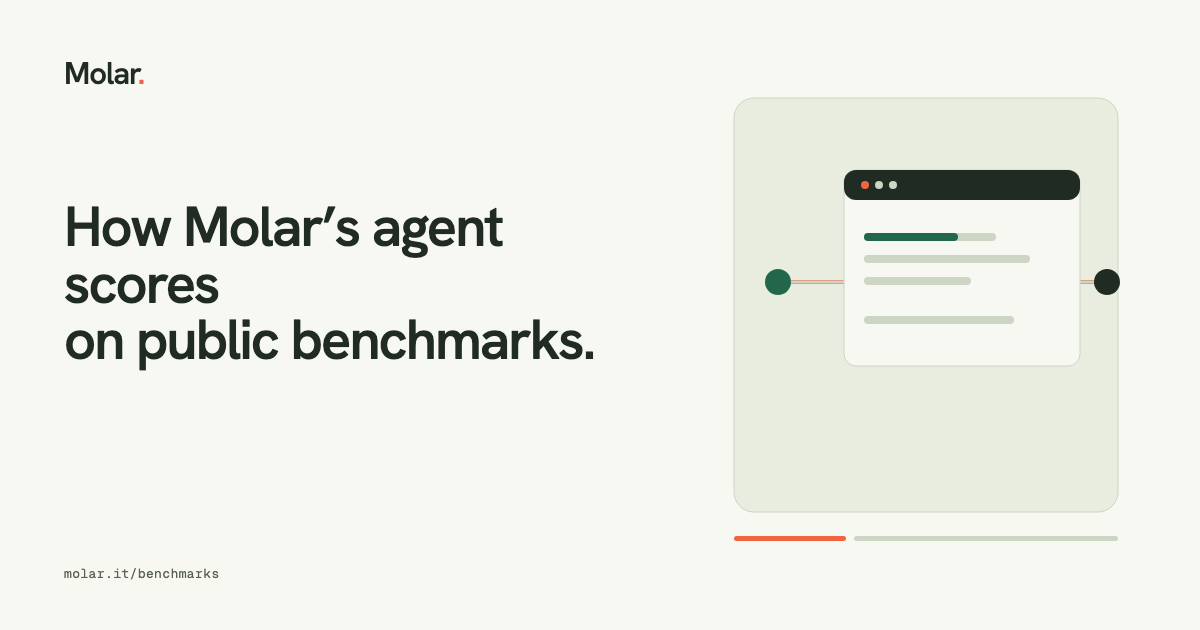 Molar.
How Molar’s agent
scores
on public benchmarks.
molar.it/benchmarks